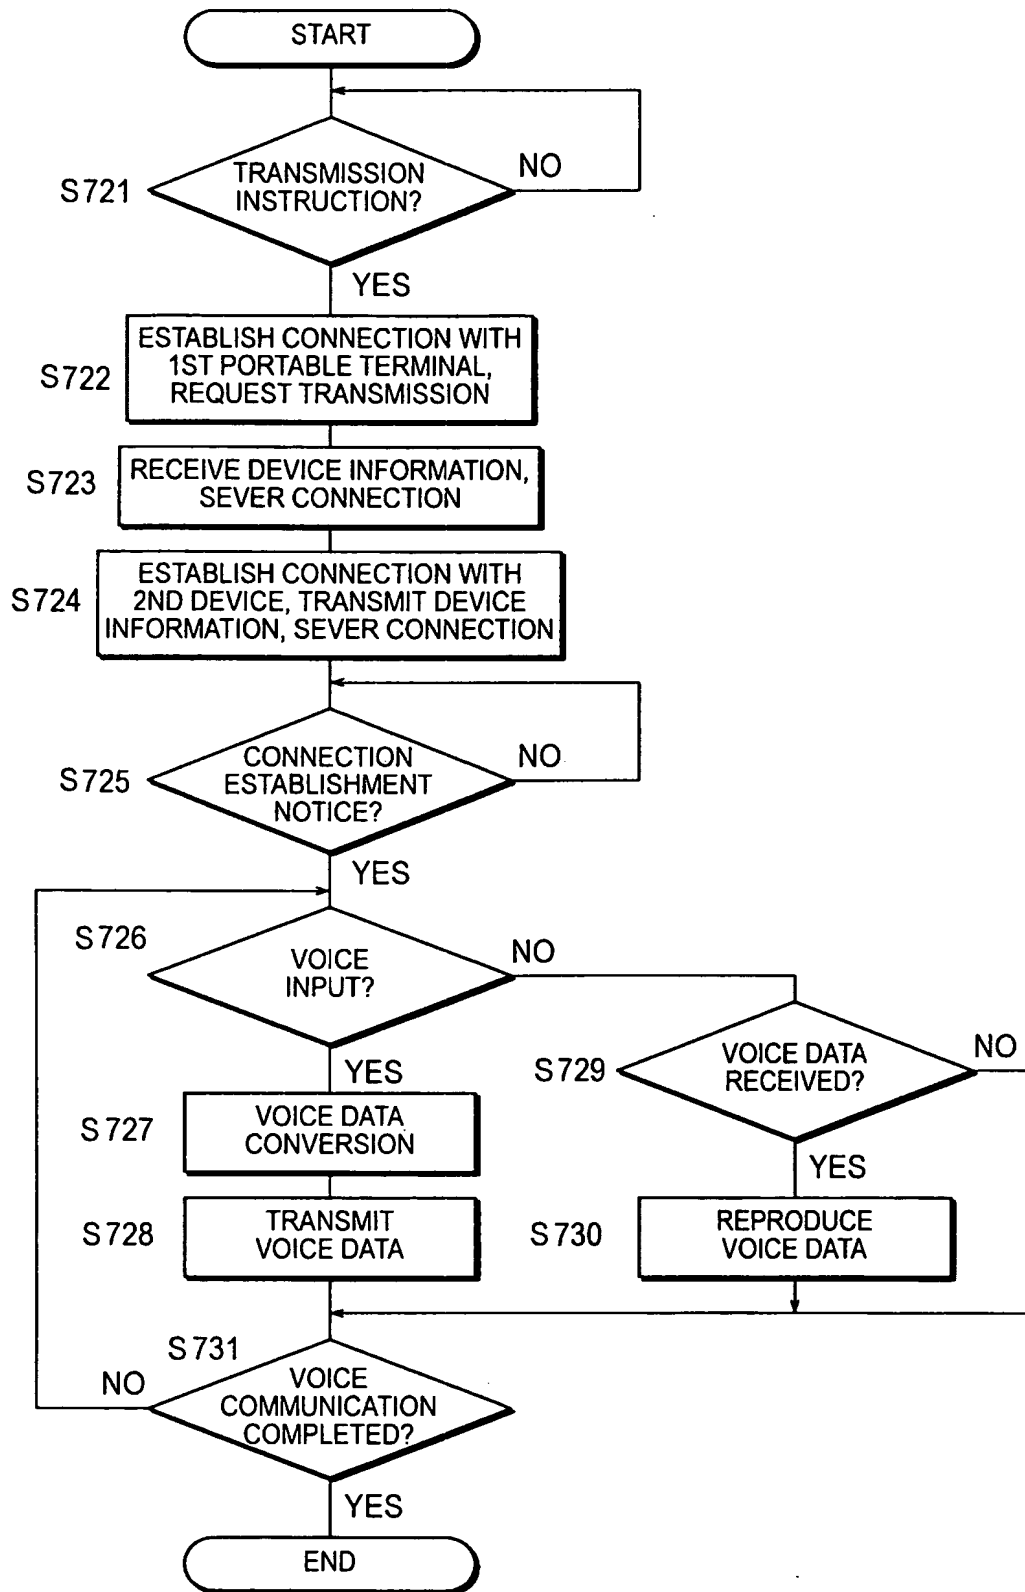 START
S721
TRANSMISSION
INSTRUCTION?
NO
YES
S722
ESTABLISH CONNECTION WITH
1ST PORTABLE TERMINAL,
REQUEST TRANSMISSION
S723
RECEIVE DEVICE INFORMATION,
SEVER CONNECTION
S724
ESTABLISH CONNECTION WITH
2ND DEVICE, TRANSMIT DEVICE
INFORMATION, SEVER CONNECTION
S725
CONNECTION
ESTABLISHMENT
NOTICE?
NO
YES
S726
VOICE
INPUT?
NO
YES
S729
VOICE DATA
RECEIVED?
NO
YES
S727
VOICE DATA
CONVERSION
S728
TRANSMIT
VOICE DATA
S730
REPRODUCE
VOICE DATA
S731
VOICE
COMMUNICATION
COMPLETED?
NO
YES
END